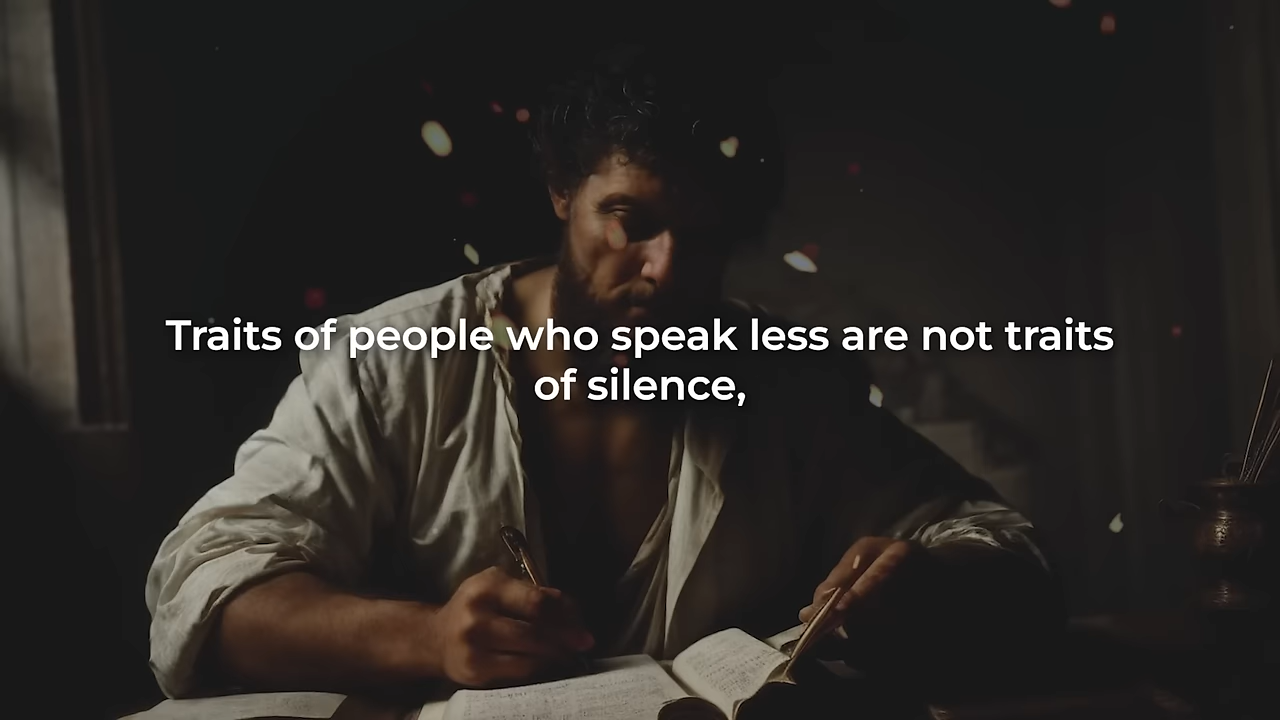 Traits of people who speak less are not traits
of silence,